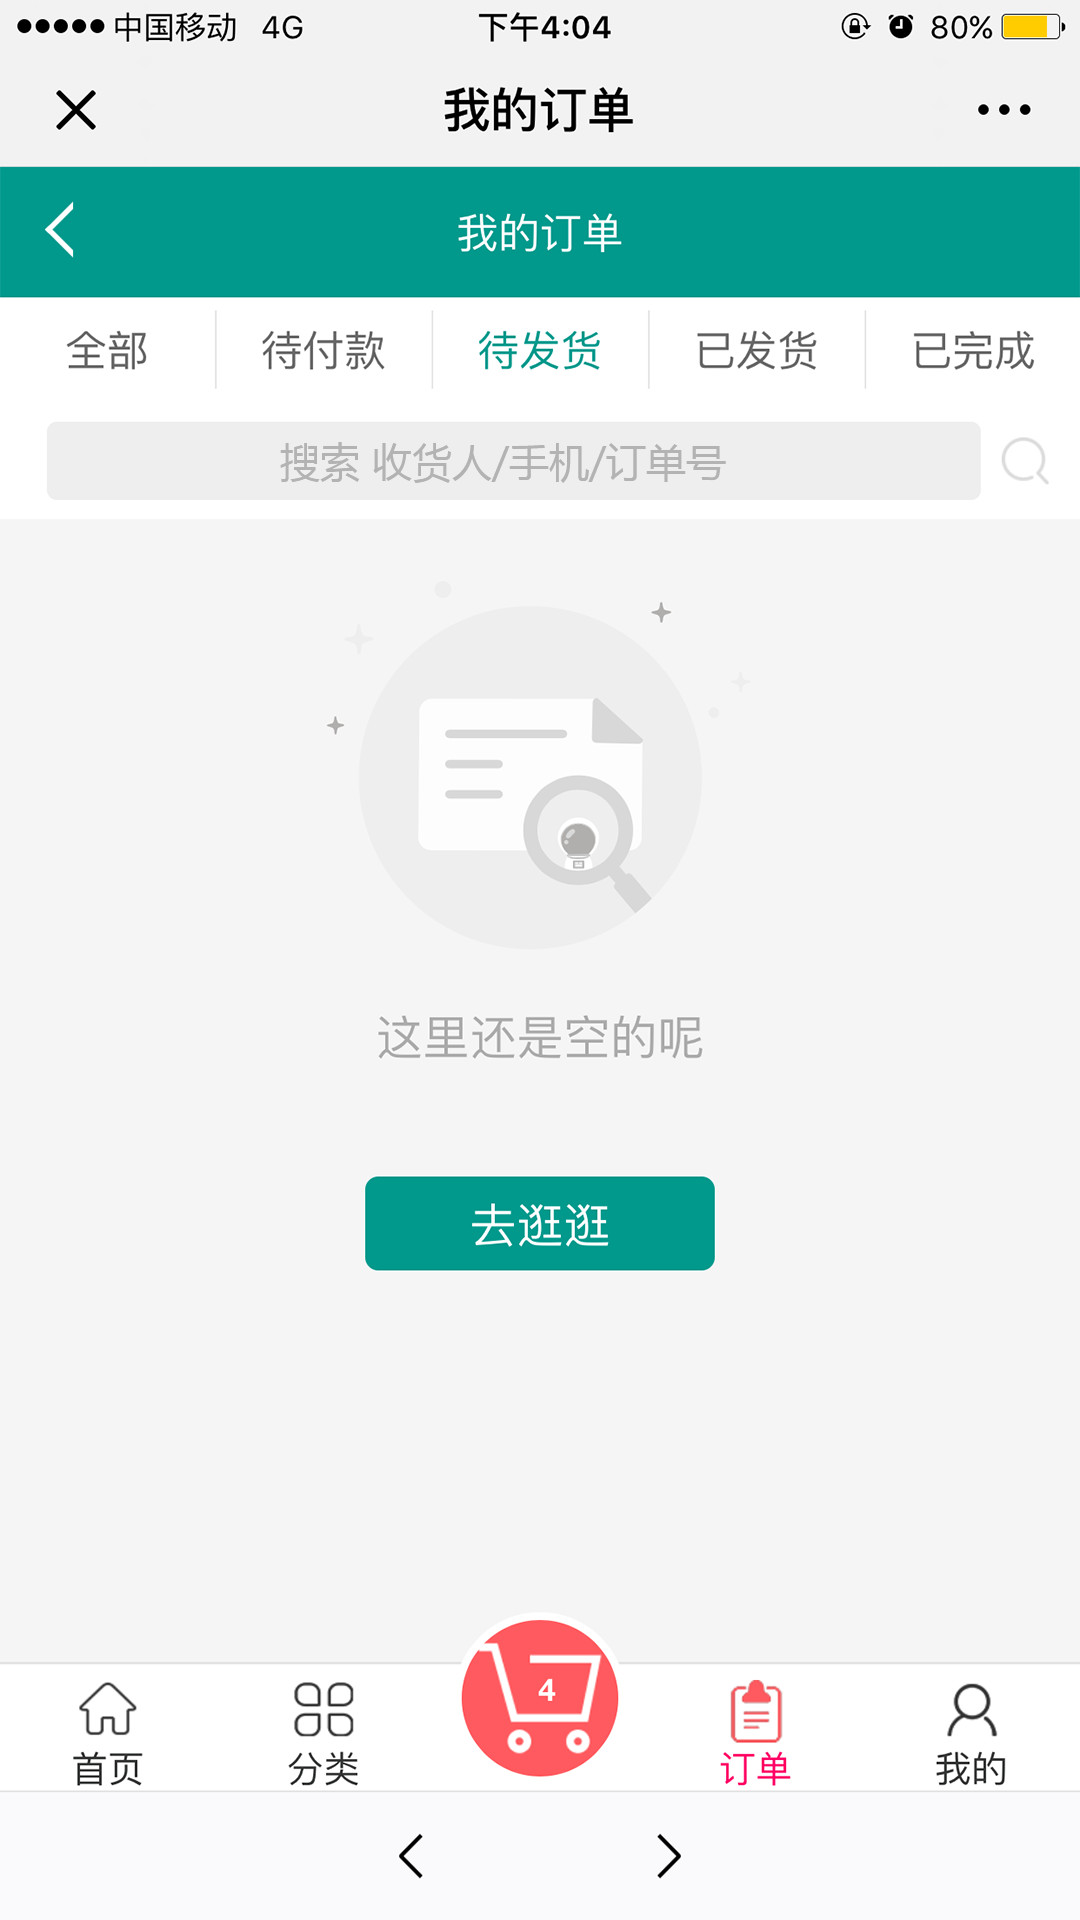 中国移动 4G 下午4:04 80%
我的订单
我的订单
全部 待付款 待发货 已发货 已完成
搜索 收货人/手机/订单号
这里还是空的呢
去逛逛
4
首页 分类 订单 我的